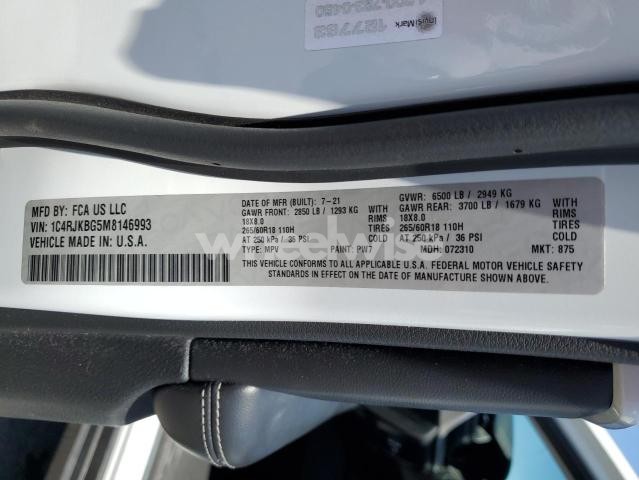 InvisiMark
MFD BY: FCA US LLC
VIN: 1C4RJKBG5M8146993
VEHICLE MADE IN: U.S.A.
DATE OF MFR (BUILT): 7-21
GAWR FRONT: 2850 LB / 1293 KG WITH
18X8.0 RIMS
265/60R18 110H TIRES
AT 250 kPa / 36 PSI COLD
TYPE: MPV PAINT: PW7
GVWR: 6500 LB / 2949 KG
GAWR REAR: 3700 LB / 1679 KG WITH
18X8.0 RIMS
265/60R18 110H TIRES
AT 250 kPa / 36 PSI COLD
MDH: 072310 MKT: 875
THIS VEHICLE CONFORMS TO ALL APPLICABLE U.S.A. FEDERAL MOTOR VEHICLE SAFETY
STANDARDS IN EFFECT ON THE DATE OF MANUFACTURE SHOWN ABOVE.